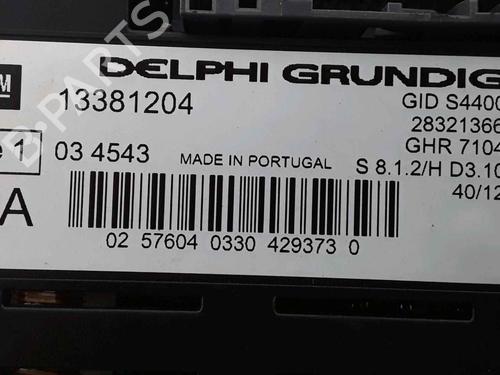 DELPHI GRUNDIG
GM 13381204 GID S4400
28321366
e 1 03 4543 MADE IN PORTUGAL GHR 7104
S 8.1.2/H D3.10
A 40/12
02 57604 0330 429373 0
B-PARTS